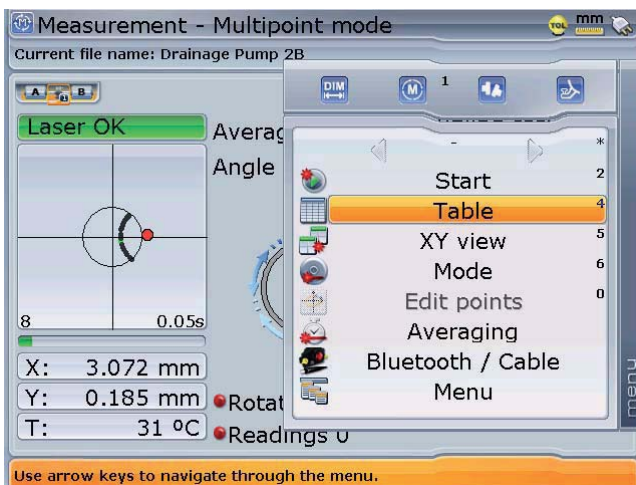 Measurement - Multipoint mode
TOL mm
Current file name: Drainage Pump 2B
A B
DIM M 1
Laser OK
Averag
Angle
- *
Start 2
Table 4
XY view 5
Mode 6
Edit points 0
Averaging
Bluetooth / Cable
Menu
menu
8 0.05s
X: 3.072 mm
Y: 0.185 mm
T: 31 ºC
Rotat
Readings 0
Use arrow keys to navigate through the menu.